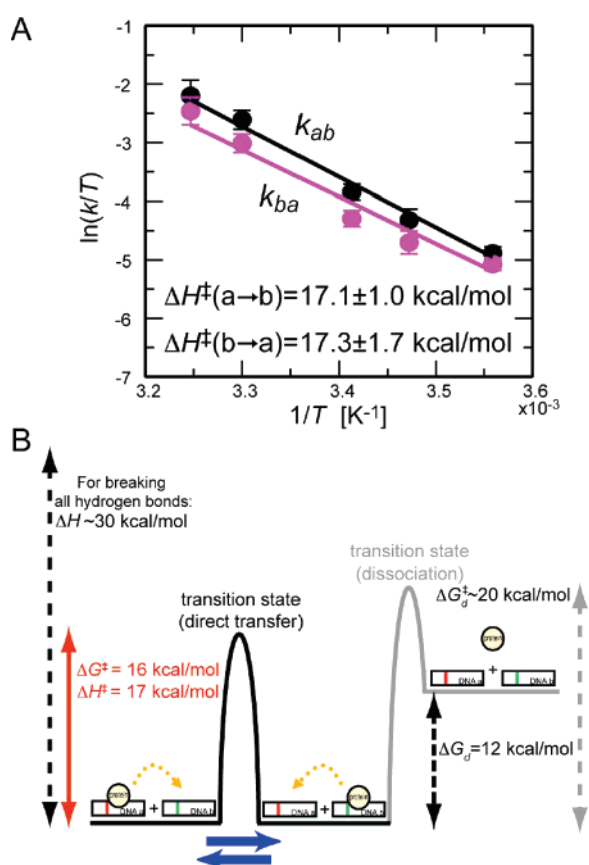 A
-1
-2
-3
-4
-5
-6
-7
ln(k/T)
k_ab
k_ba
ΔH‡(a→b)=17.1±1.0 kcal/mol
ΔH‡(b→a)=17.3±1.7 kcal/mol
3.2 3.3 3.4 3.5 3.6
x10⁻³
1/T [K⁻¹]
B
For breaking
all hydrogen bonds:
ΔH~30 kcal/mol
transition state
(dissociation)
transition state
(direct transfer)
ΔG‡d~20 kcal/mol
protein
ΔG‡ = 16 kcal/mol
ΔH‡ = 17 kcal/mol
DNA a + DNA b
ΔG_d=12 kcal/mol
protein
DNA a + DNA b
protein
DNA a + DNA b